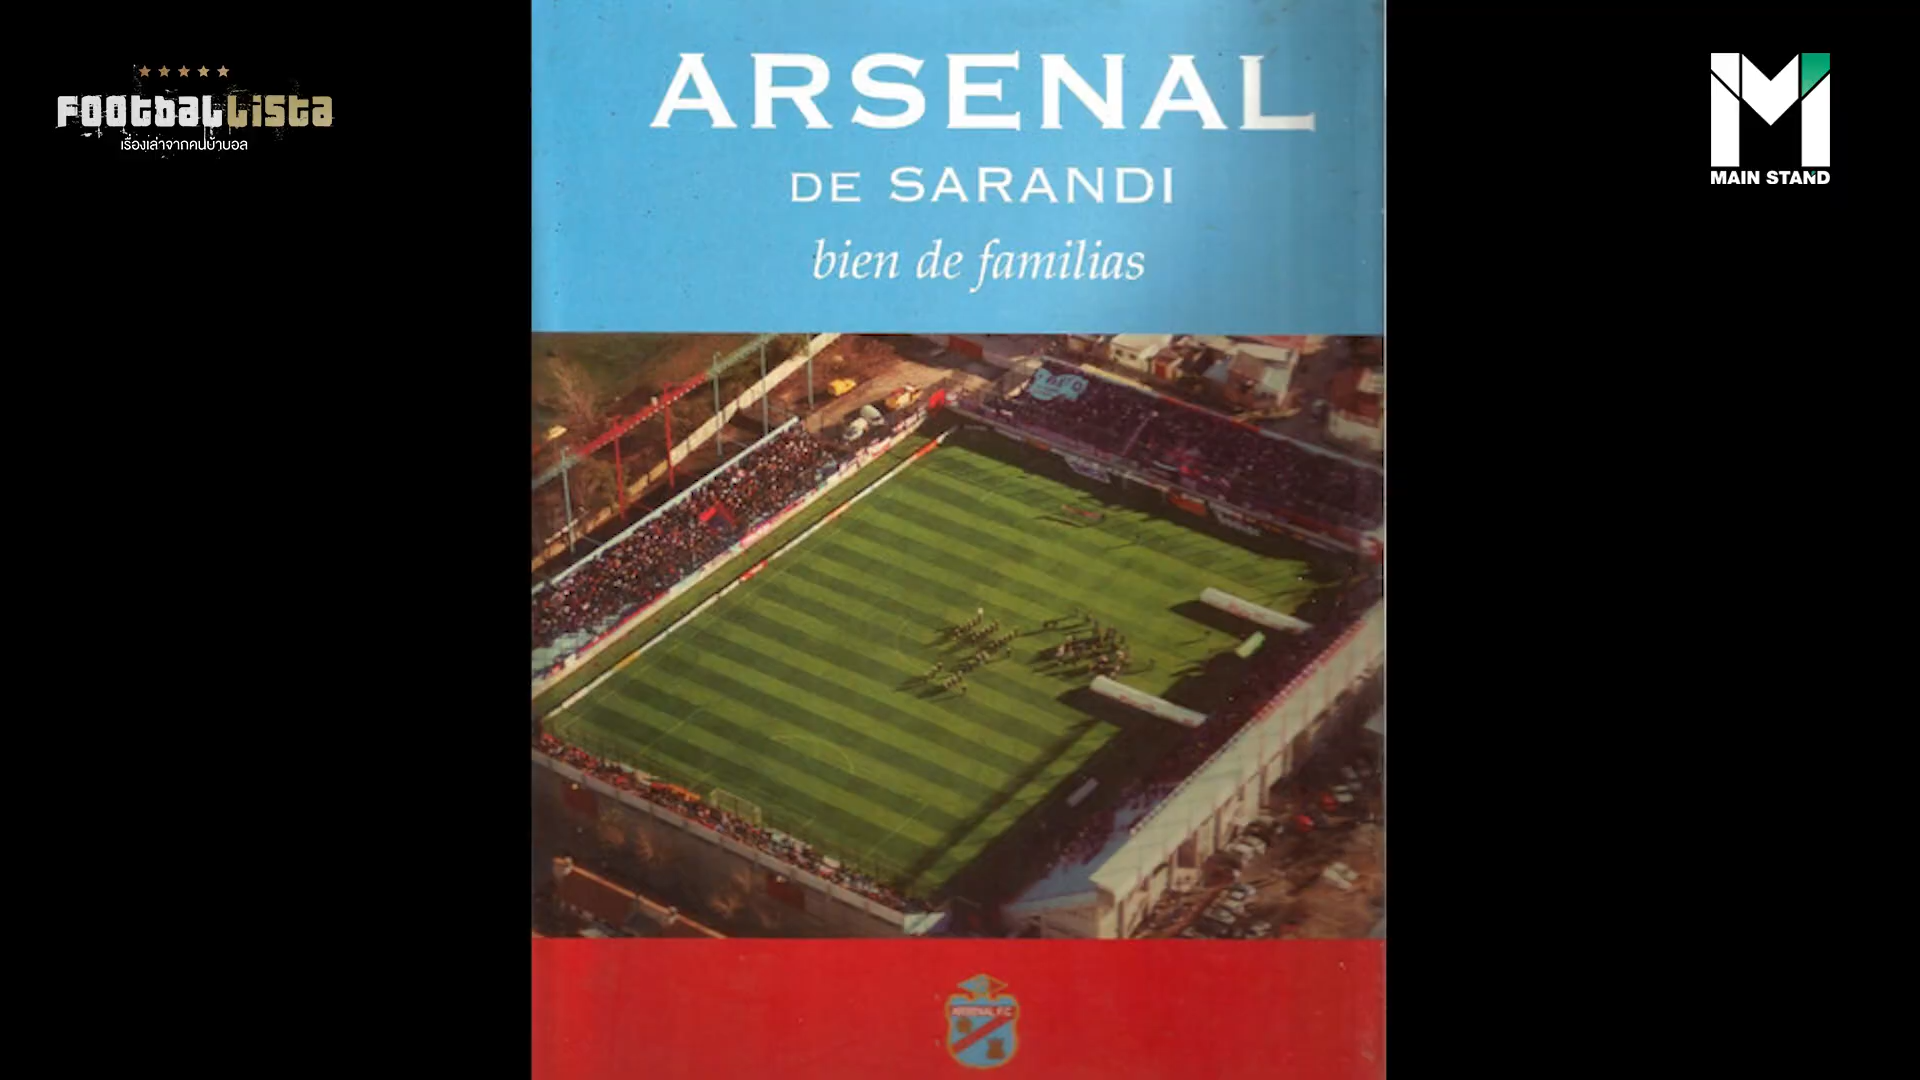 FOOtbaLLista
เรื่องเล่าจากคนบ้าบอล
MAIN STAND
ARSENAL
DE SARANDI
bien de familias
ARSENAL F.C